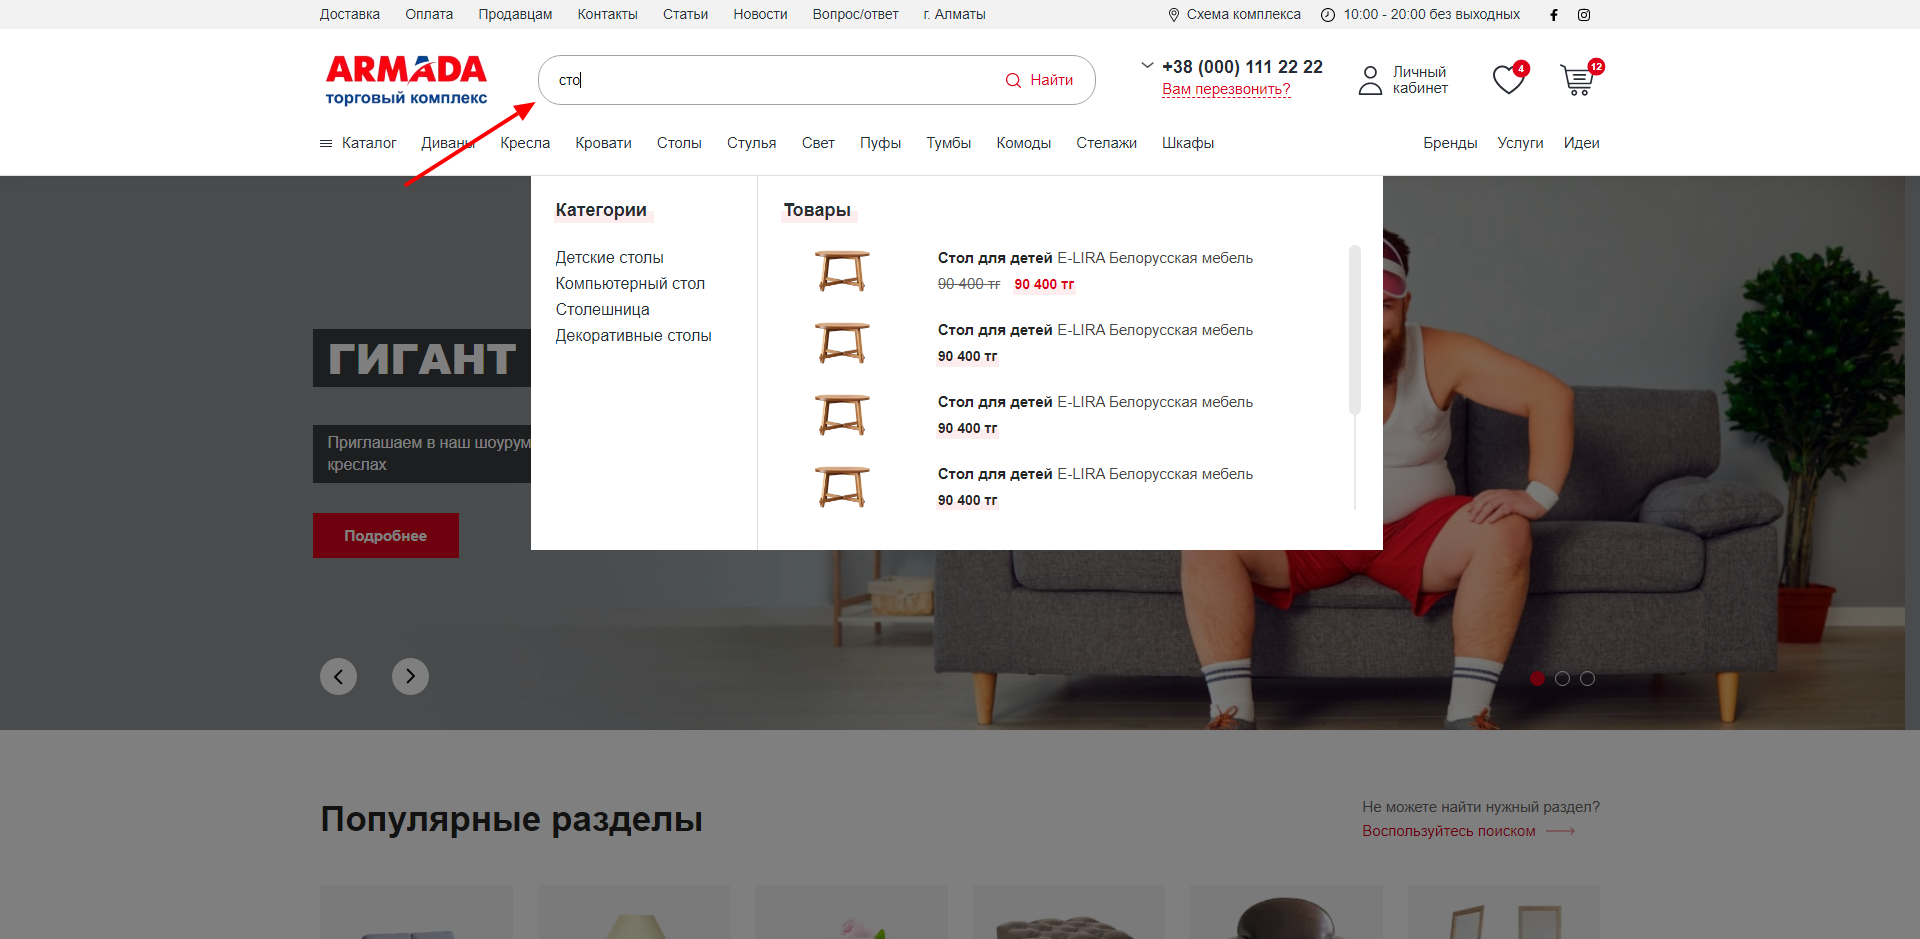 Доставка Оплата Продавцам Контакты Статьи Новости Вопрос/ответ г. Алматы Схема комплекса 10:00 - 20:00 без выходных
ARMADA
торговый комплекс
сто
Найти
+38 (000) 111 22 22
Вам перезвонить?
Личный
кабинет
4
12
Каталог Диваны Кресла Кровати Столы Стулья Свет Пуфы Тумбы Комоды Стелажи Шкафы Бренды Услуги Идеи
Категории
Детские столы
Компьютерный стол
Столешница
Декоративные столы
Товары
Стол для детей E-LIRA Белорусская мебель
90 400 тг 90 400 тг
Стол для детей E-LIRA Белорусская мебель
90 400 тг
Стол для детей E-LIRA Белорусская мебель
90 400 тг
Стол для детей E-LIRA Белорусская мебель
90 400 тг
ГИГАНТ
Приглашаем в наш шоурум
креслах
Подробнее
Популярные разделы
Не можете найти нужный раздел?
Воспользуйтесь поиском